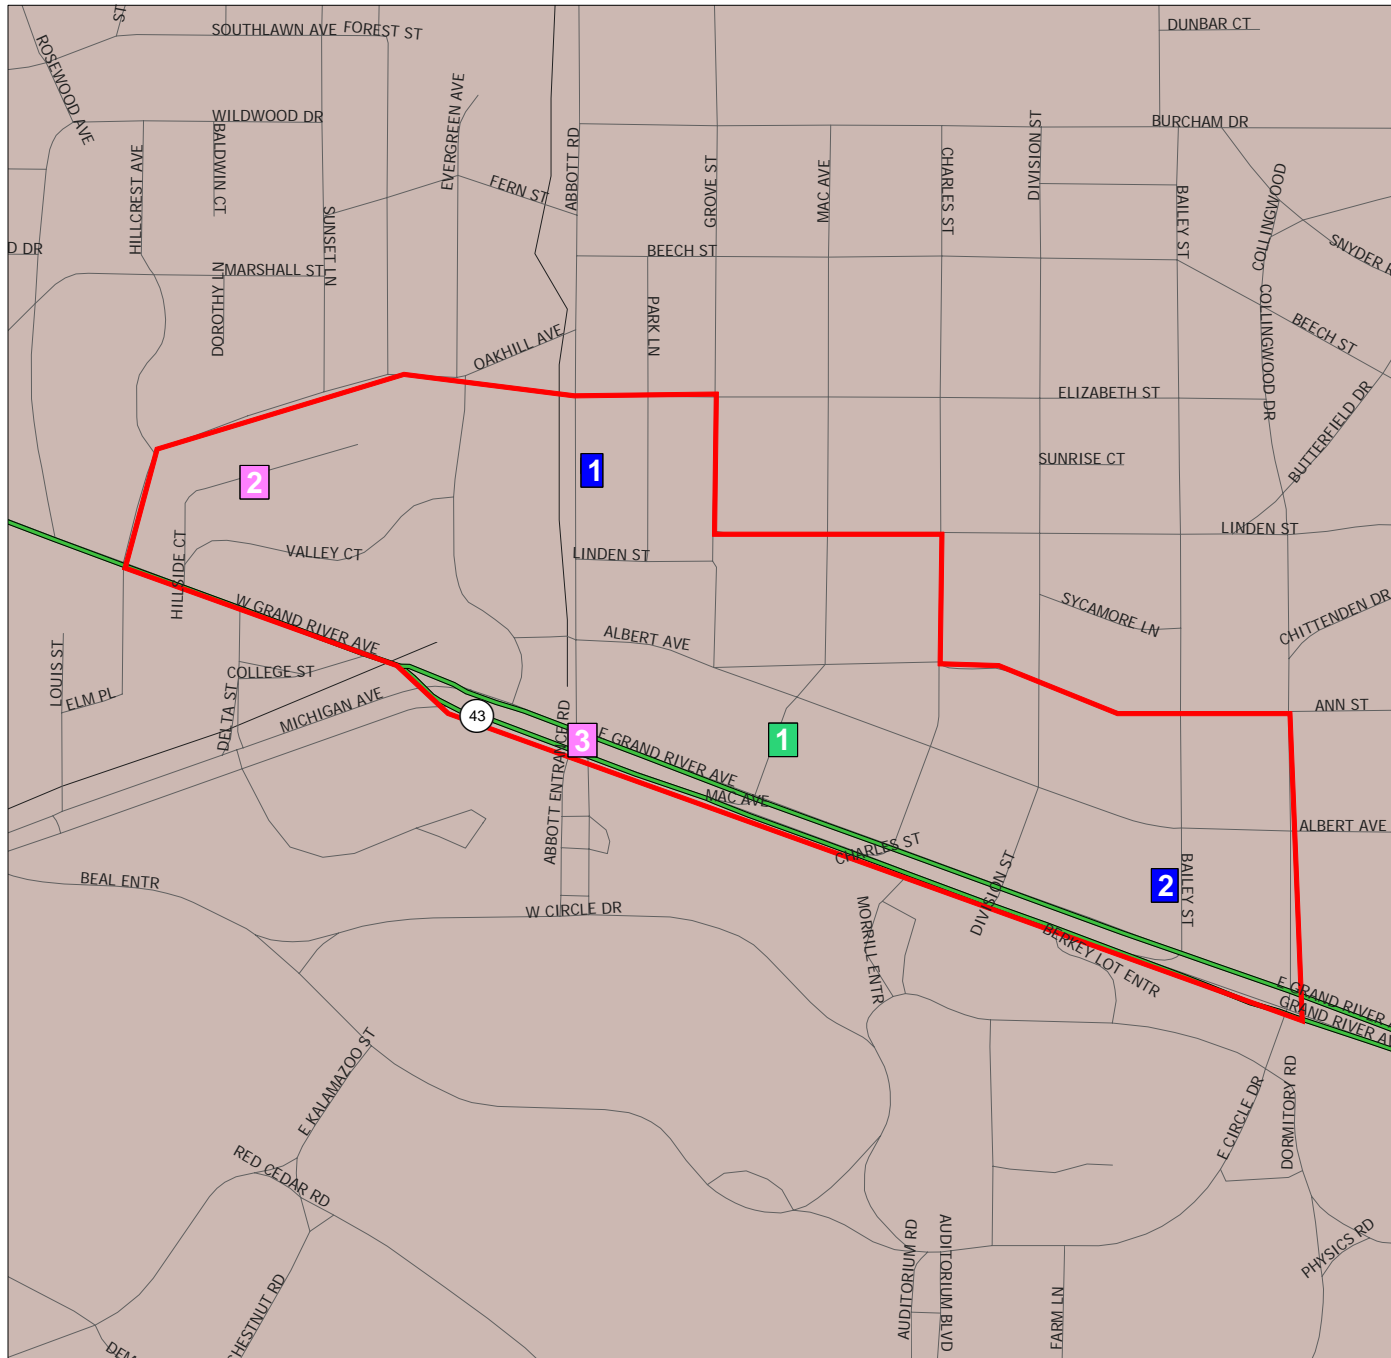 ST
SOUTHLAWN AVE
FOREST ST
DUNBAR CT
ROSEWOOD AVE
WILDWOOD DR
BALDWIN CT
EVERGREEN AVE
ABBOTT RD
BURCHAM DR
DIVISION ST
HILLCREST AVE
FERN ST
GROVE ST
MAC AVE
CHARLES ST
BAILEY ST
COLLINGWOOD
SUNSET LN
D DR
BEECH ST
SNYDER R
MARSHALL ST
DOROTHY LN
PARK LN
COLLINGWOOD DR
BEECH ST
OAKHILL AVE
ELIZABETH ST
BUTTERFIELD DR
SUNRISE CT
2
1
LINDEN ST
HILLSIDE CT
VALLEY CT
LINDEN ST
W GRAND RIVER AVE
SYCAMORE LN
CHITTENDEN DR
ALBERT AVE
LOUIS ST
COLLEGE ST
ELM PL
DELTA ST
MICHIGAN AVE
ANN ST
43
ABBOTT ENTRANCE RD
3
1
E GRAND RIVER AVE
MAC AVE
ALBERT AVE
CHARLES ST
BEAL ENTR
DIVISION ST
2
BAILEY ST
W CIRCLE DR
MORRILL ENTR
BERKEY LOT ENTR
E GRAND RIVER A
GRAND RIVER AV
E KALAMAZOO ST
E CIRCLE DR
DORMITORY RD
RED CEDAR RD
AUDITORIUM RD
AUDITORIUM BLVD
PHYSICS RD
FARM LN
HESTNUT RD
DEM